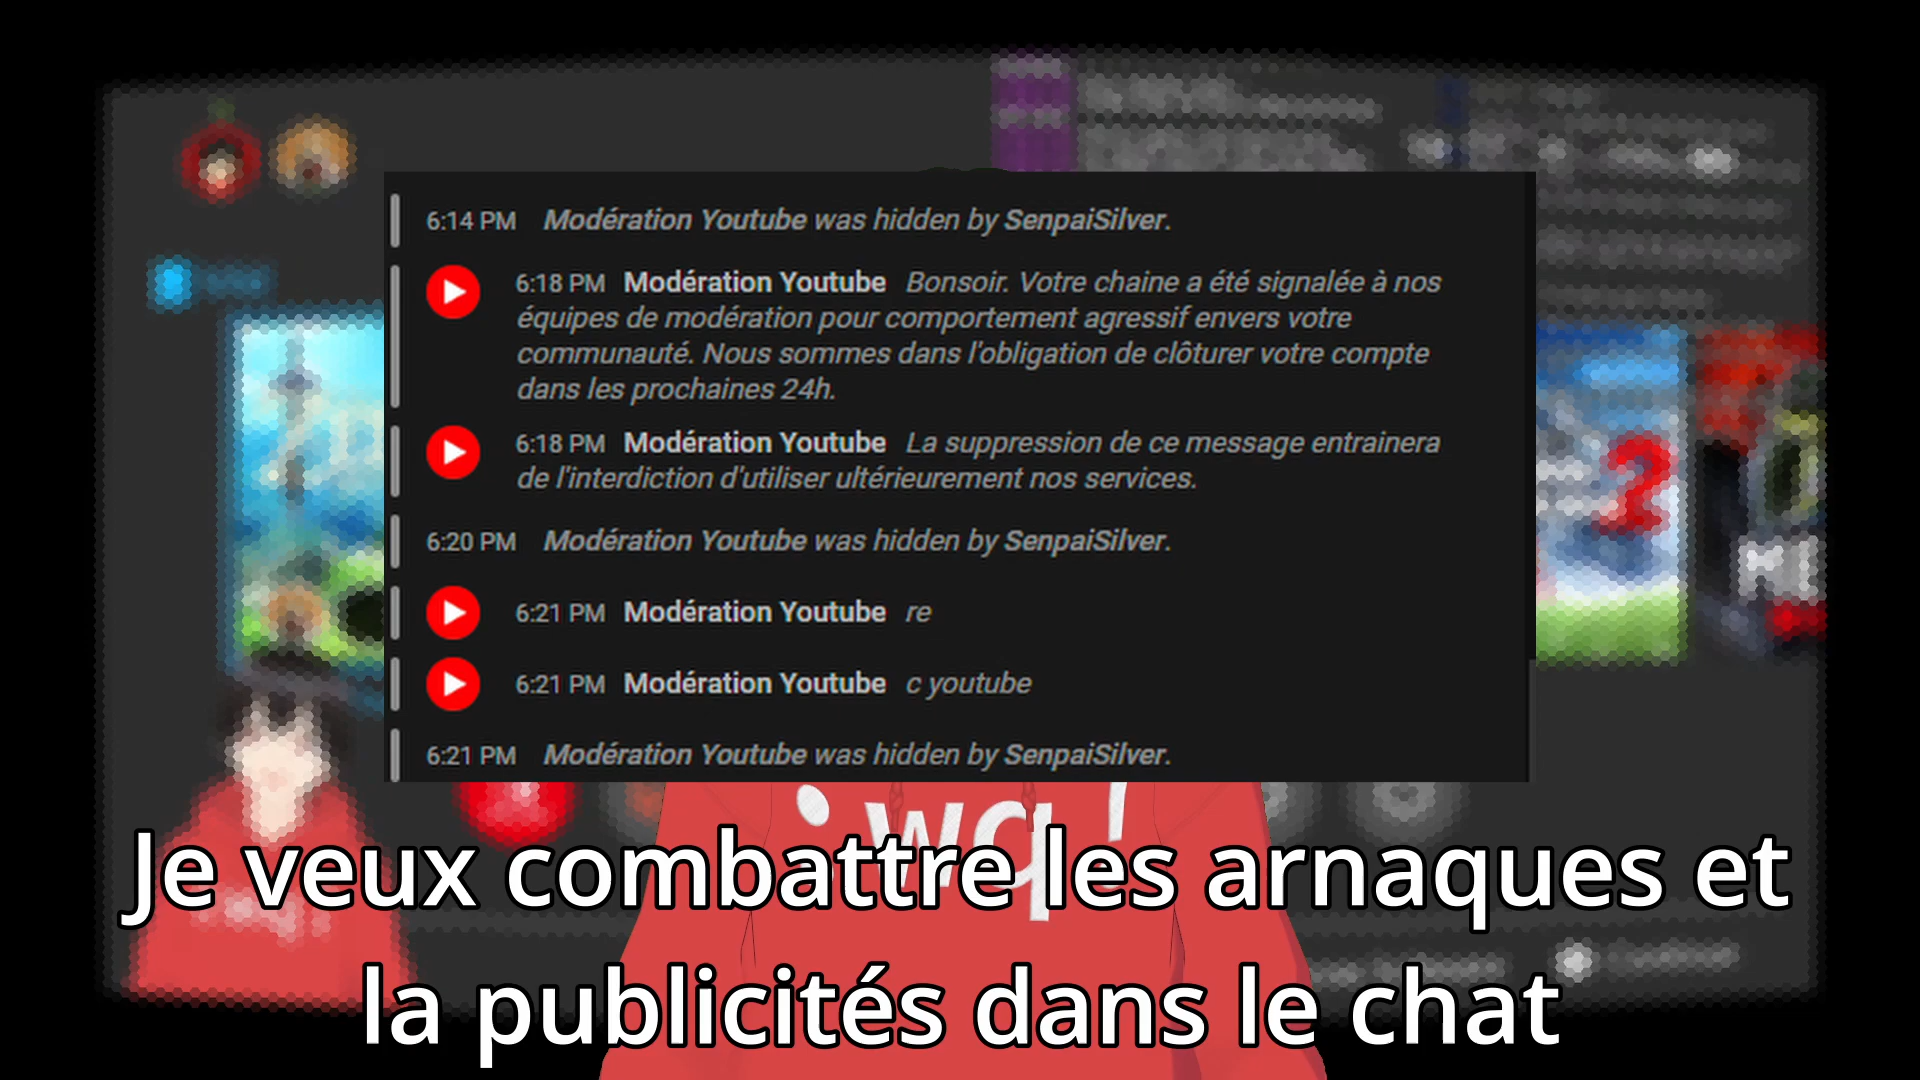 6:14 PM Modération Youtube was hidden by SenpaiSilver.
6:18 PM Modération Youtube Bonsoir. Votre chaine a été signalée à nos
équipes de modération pour comportement agressif envers votre
communauté. Nous sommes dans l'obligation de clôturer votre compte
dans les prochaines 24h.
6:18 PM Modération Youtube La suppression de ce message entrainera
de l'interdiction d'utiliser ultérieurement nos services.
6:20 PM Modération Youtube was hidden by SenpaiSilver.
6:21 PM Modération Youtube re
6:21 PM Modération Youtube c youtube
6:21 PM Modération Youtube was hidden by SenpaiSilver.
:wq!
Je veux combattre les arnaques et
la publicités dans le chat
2